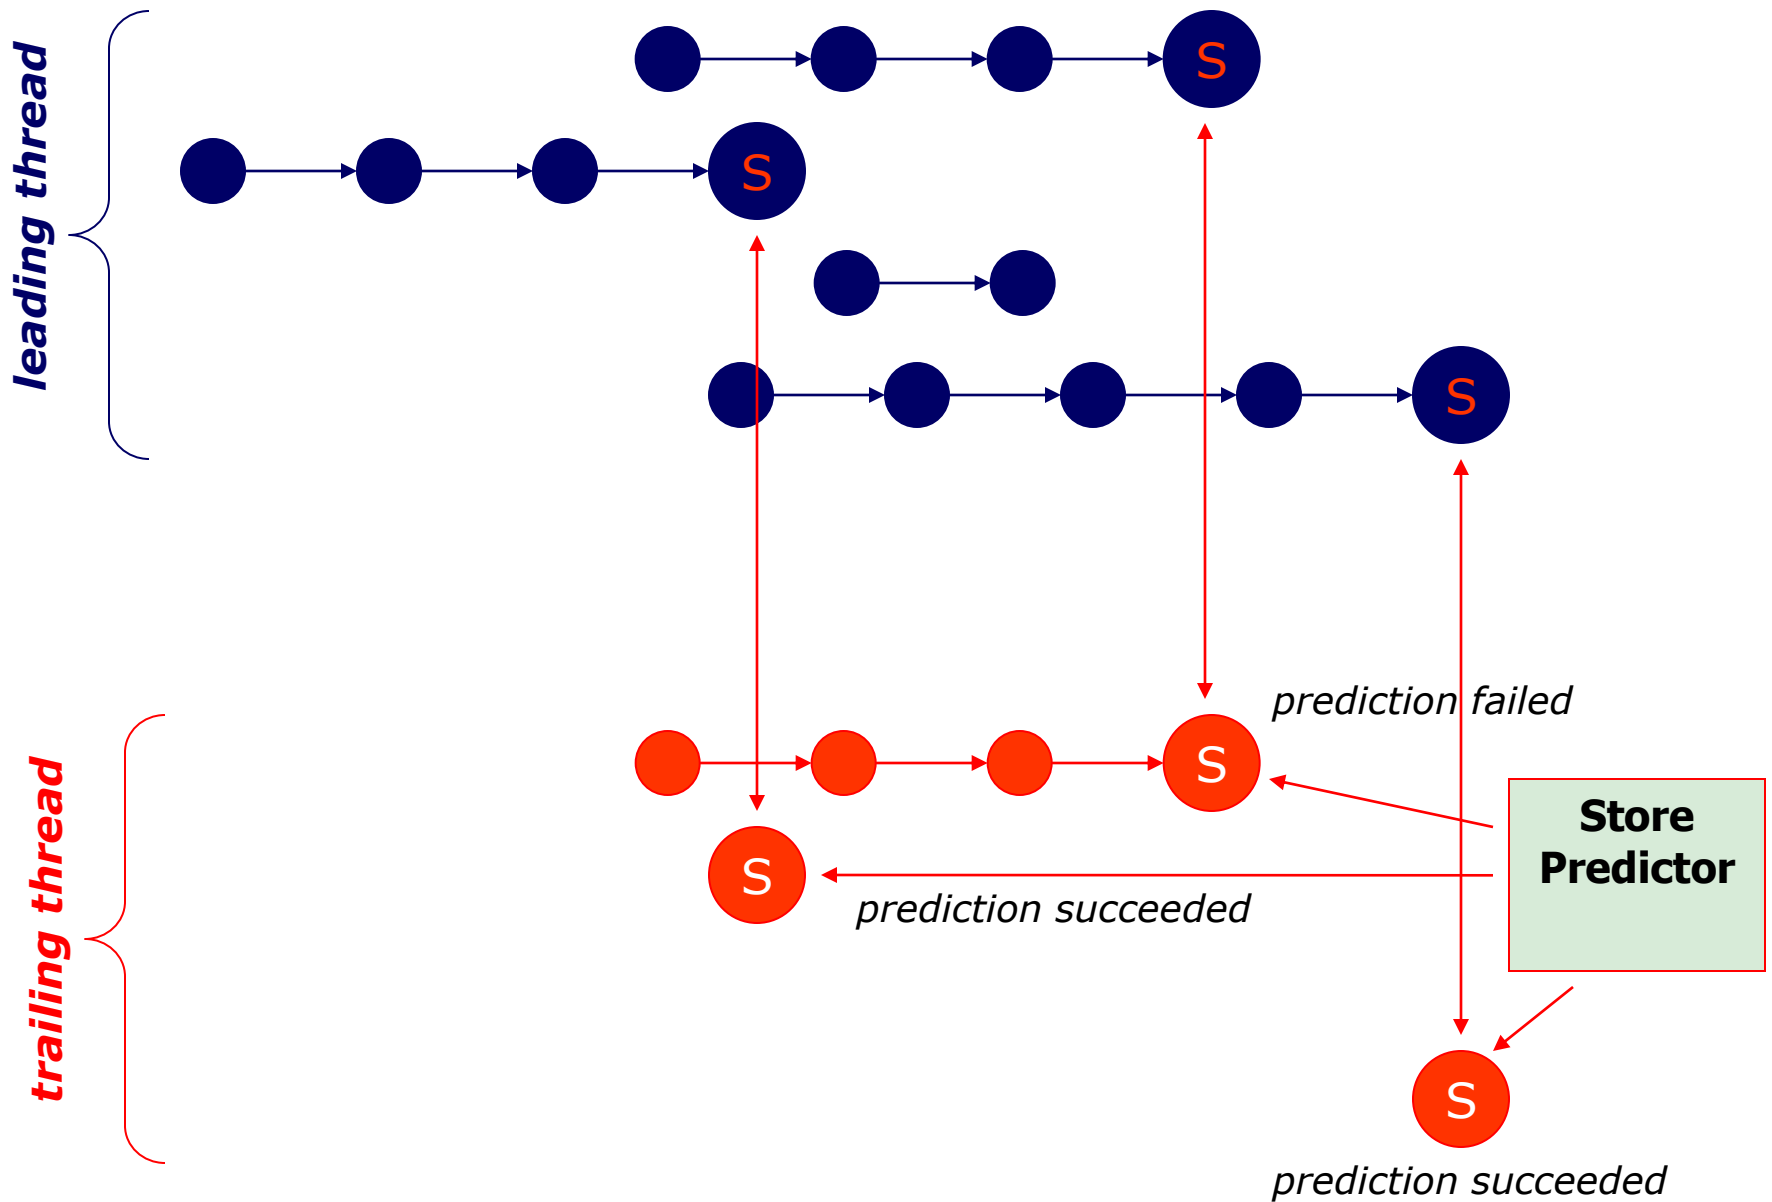 leading thread
S
S
S
prediction failed
trailing thread
S
Store
Predictor
S
prediction succeeded
S
prediction succeeded